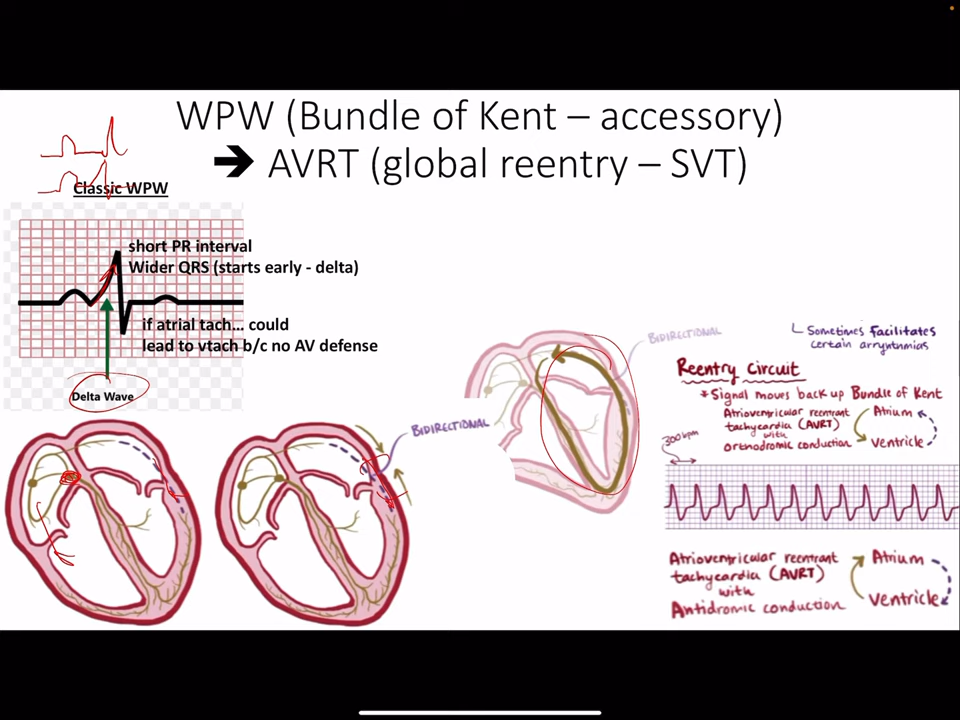 WPW (Bundle of Kent – accessory)
➔ AVRT (global reentry – SVT)
Classic WPW
short PR interval
Wider QRS (starts early - delta)
if atrial tach... could
lead to vtach b/c no AV defense
Delta Wave
BIDIRECTIONAL
BIDIRECTIONAL
Sometimes Facilitates
certain arryhthmias
Reentry Circuit
*Signal moves back up Bundle of Kent
Atrioventricular reentrant
tachycardia (AVRT)
with
orthodromic conduction
Atrium
Ventricle
300 bpm
Atrioventricular reentrant
tachycardia (AVRT)
with
Antidromic conduction
Atrium
Ventricle